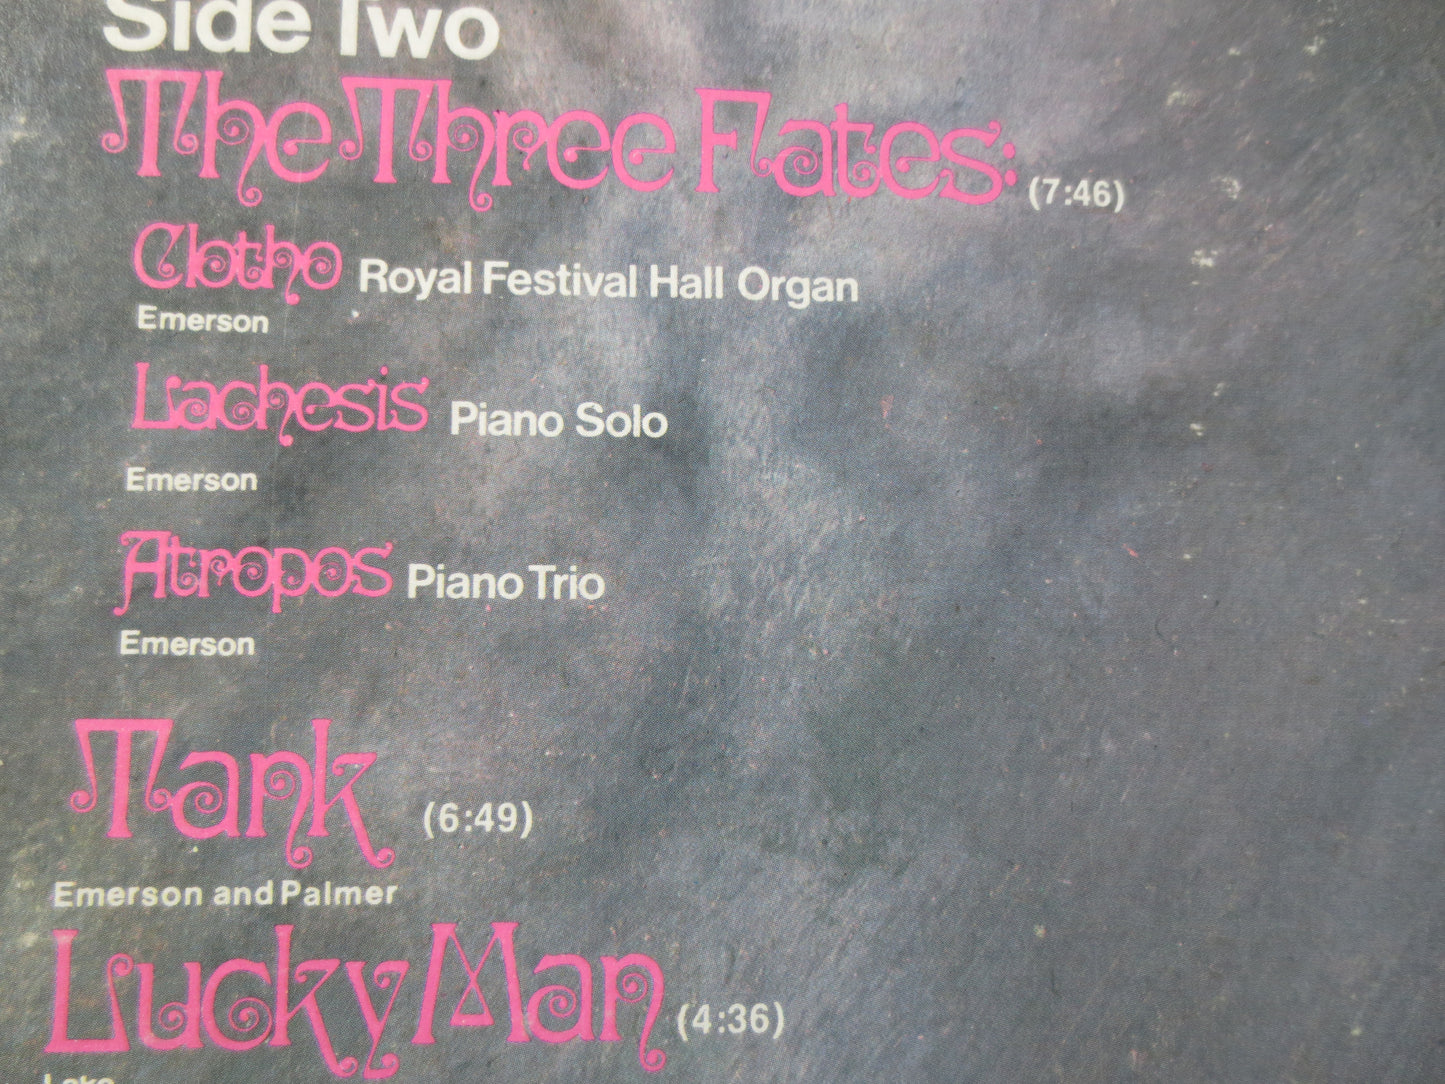 Side Two
The Three Fates: (7:46)
Clotho Royal Festival Hall Organ
Emerson
Lachesis Piano Solo
Emerson
Atropos Piano Trio
Emerson
Tank (6:49)
Emerson and Palmer
Lucky Man (4:36)
Lake